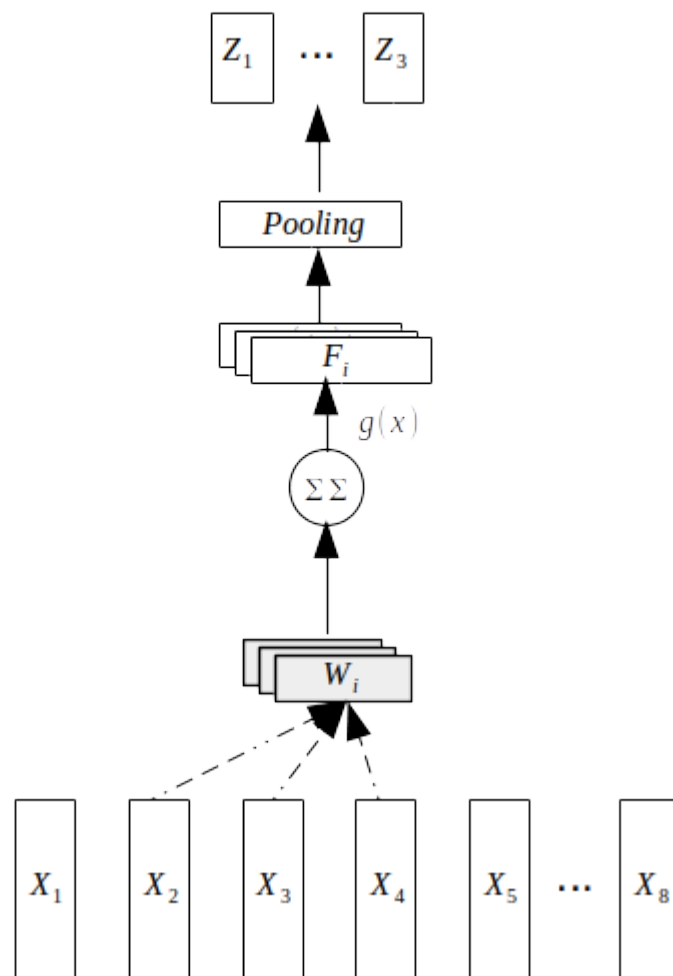 Z₁ ... Z₃
Pooling
Fᵢ
g(x)
ΣΣ
Wᵢ
X₁ X₂ X₃ X₄ X₅ ... X₈